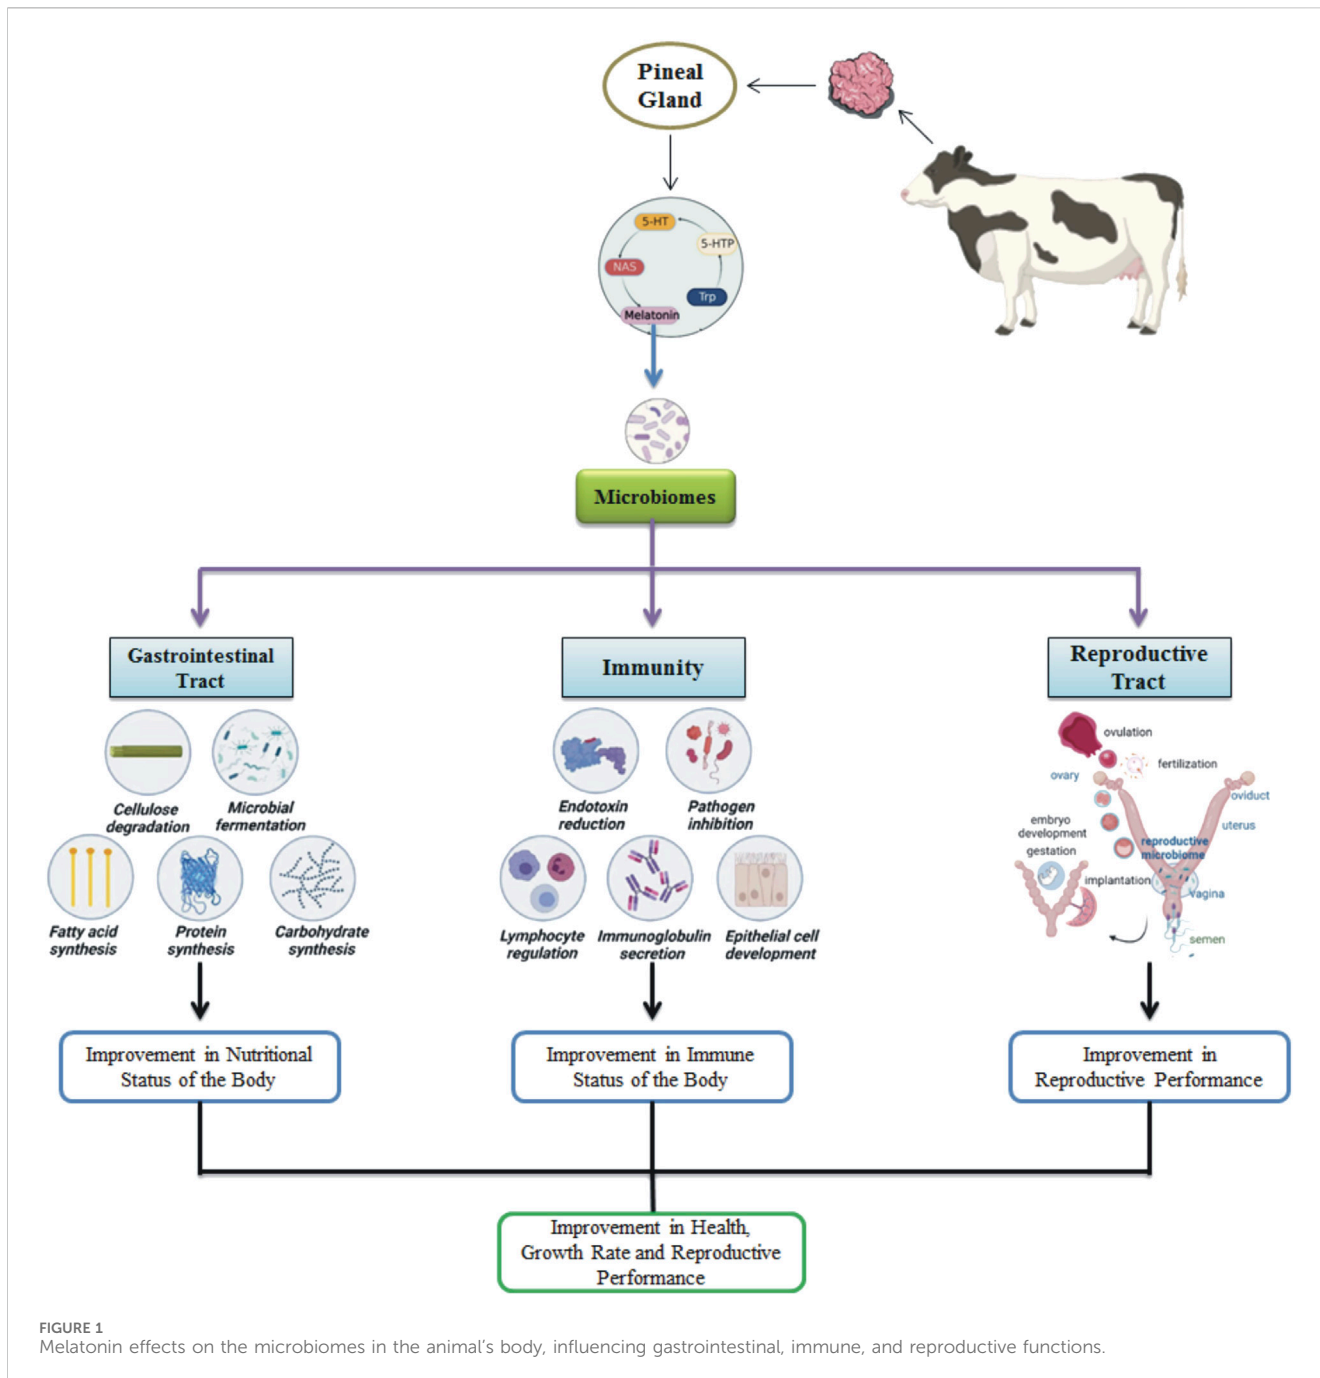 Pineal
Gland
5-HT
5-HTP
NAS
Trp
Melatonin
Microbiomes
Gastrointestinal
Tract
Cellulose
degradation
Microbial
fermentation
Fatty acid
synthesis
Protein
synthesis
Carbohydrate
synthesis
Immunity
Endotoxin
reduction
Pathogen
inhibition
Lymphocyte
regulation
Immunoglobulin
secretion
Epithelial cell
development
Reproductive
Tract
ovulation
fertilization
ovary
oviduct
embryo
development
uterus
gestation
reproductive
microbiome
implantation
vagina
semen
Improvement in Nutritional
Status of the Body
Improvement in Immune
Status of the Body
Improvement in
Reproductive Performance
Improvement in Health,
Growth Rate and Reproductive
Performance
FIGURE 1
Melatonin effects on the microbiomes in the animal's body, influencing gastrointestinal, immune, and reproductive functions.